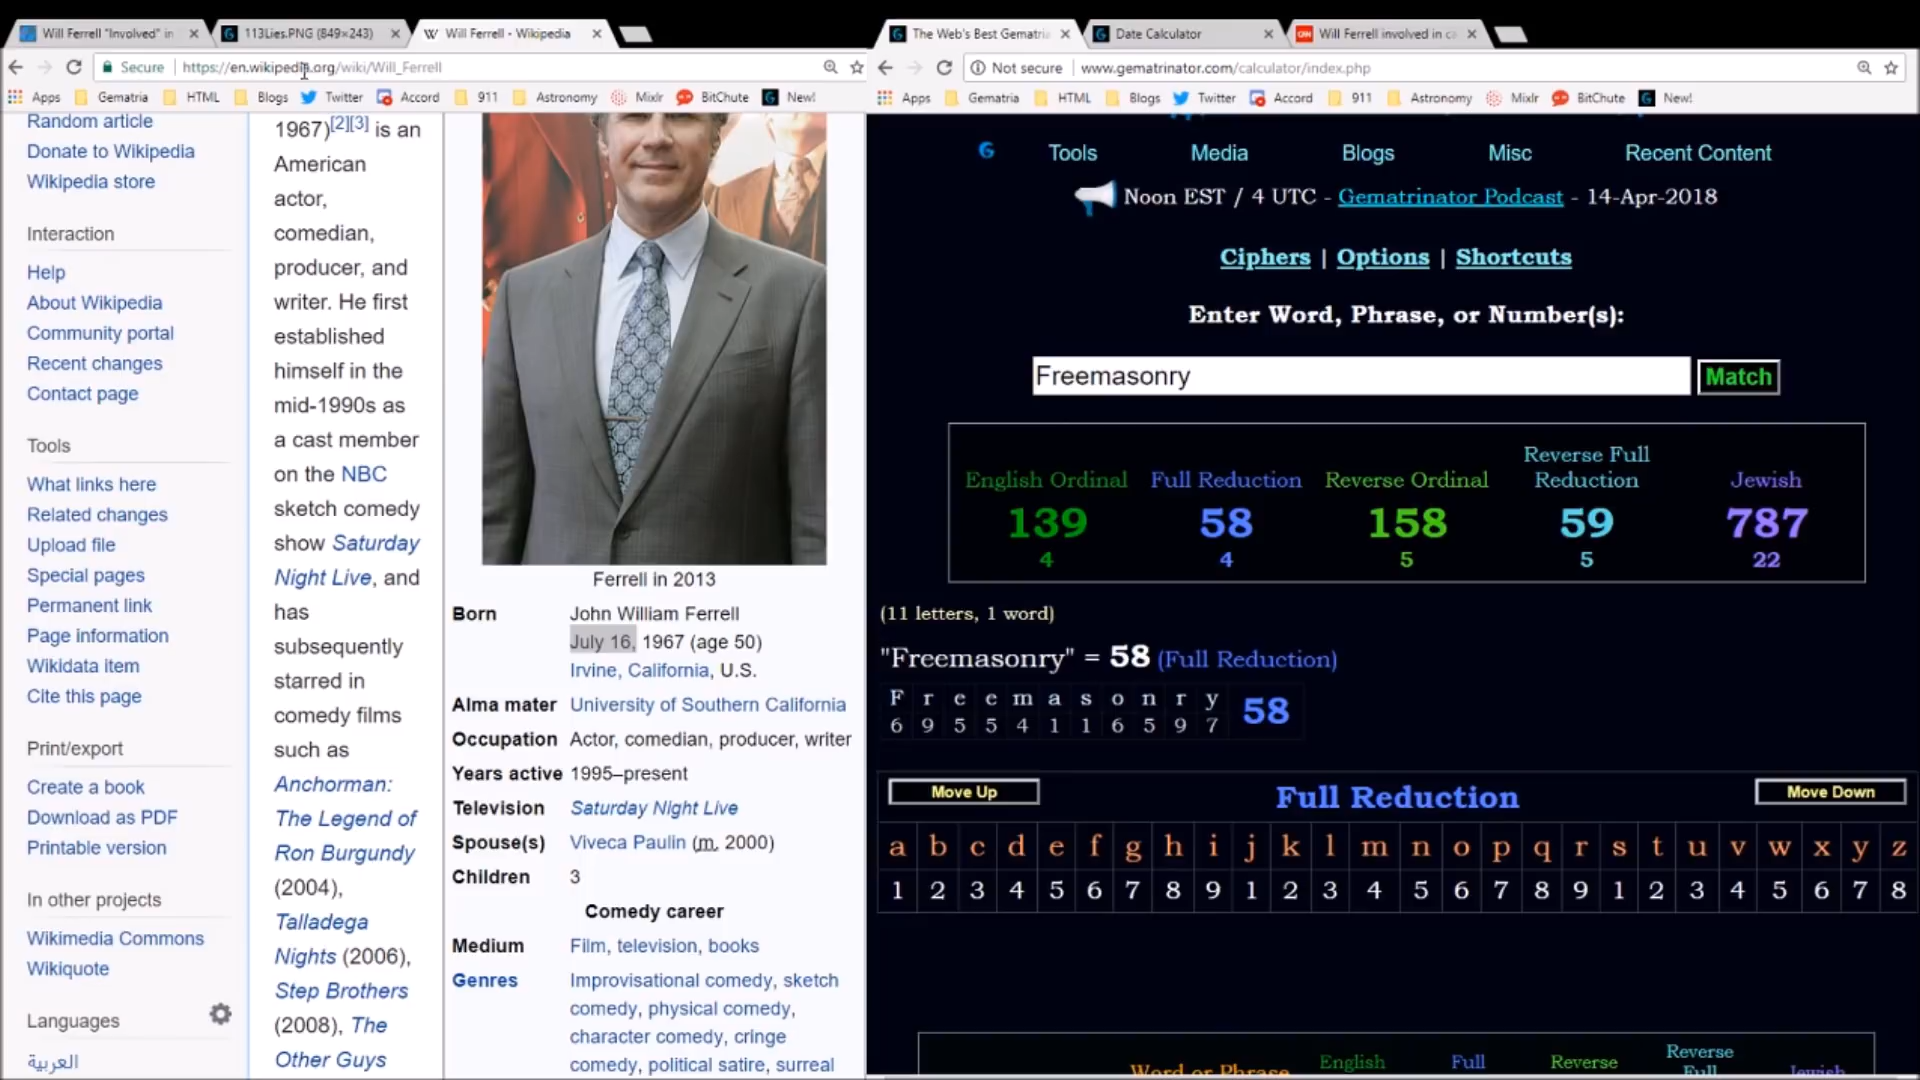 Will Ferrell "Involved" in
113Lies.PNG (849×243)
Will Ferrell - Wikipedia
Secure
https://en.wikipedia.org/wiki/Will_Ferrell
Apps
Gematria
HTML
Blogs
Twitter
Accord
911
Astronomy
Mixlr
BitChute
New!
Random article
Donate to Wikipedia
Wikipedia store
Interaction
Help
About Wikipedia
Community portal
Recent changes
Contact page
Tools
What links here
Related changes
Upload file
Special pages
Permanent link
Page information
Wikidata item
Cite this page
Print/export
Create a book
Download as PDF
Printable version
In other projects
Wikimedia Commons
Wikiquote
Languages
العربية
1967)[2][3] is an
American
actor,
comedian,
producer, and
writer. He first
established
himself in the
mid-1990s as
a cast member
on the NBC
sketch comedy
show Saturday
Night Live, and
has
subsequently
starred in
comedy films
such as
Anchorman:
The Legend of
Ron Burgundy
(2004),
Talladega
Nights (2006),
Step Brothers
(2008), The
Other Guys
Ferrell in 2013
Born John William Ferrell
July 16, 1967 (age 50)
Irvine, California, U.S.
Alma mater University of Southern California
Occupation Actor, comedian, producer, writer
Years active 1995–present
Television Saturday Night Live
Spouse(s) Viveca Paulin (m. 2000)
Children 3
Comedy career
Medium Film, television, books
Genres Improvisational comedy, sketch
comedy, physical comedy,
character comedy, cringe
comedy, political satire, surreal
The Web's Best Gematri
Date Calculator
Will Ferrell involved in c
Not secure
www.gematrinator.com/calculator/index.php
Apps
Gematria
HTML
Blogs
Twitter
Accord
911
Astronomy
Mixlr
BitChute
New!
Tools Media Blogs Misc Recent Content
Noon EST / 4 UTC - Gematrinator Podcast - 14-Apr-2018
Ciphers | Options | Shortcuts
Enter Word, Phrase, or Number(s):
Freemasonry
Match
English Ordinal Full Reduction Reverse Ordinal Reverse Full Reduction Jewish
139 58 158 59 787
4 4 5 5 22
(11 letters, 1 word)
"Freemasonry" = 58 (Full Reduction)
F r e e m a s o n r y 58
6 9 5 5 4 1 1 6 5 9 7
Move Up
Full Reduction
Move Down
a b c d e f g h i j k l m n o p q r s t u v w x y z
1 2 3 4 5 6 7 8 9 1 2 3 4 5 6 7 8 9 1 2 3 4 5 6 7 8
Word or Phrase English Full Reverse Reverse Full Jewish